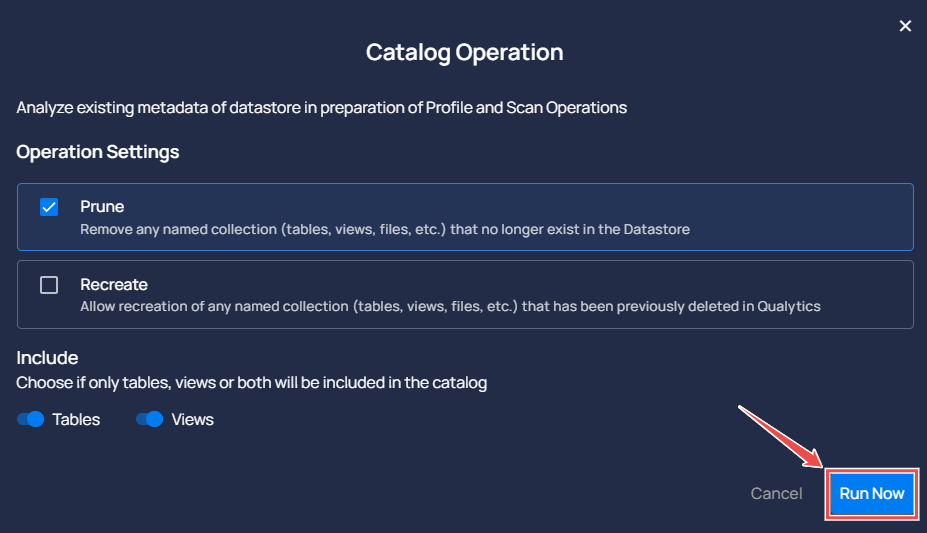 Catalog Operation
Analyze existing metadata of datastore in preparation of Profile and Scan Operations
Operation Settings
Prune
Remove any named collection (tables, views, files, etc.) that no longer exist in the Datastore
Recreate
Allow recreation of any named collection (tables, views, files, etc.) that has been previously deleted in Qualytics
Include
Choose if only tables, views or both will be included in the catalog
Tables Views
Cancel Run Now